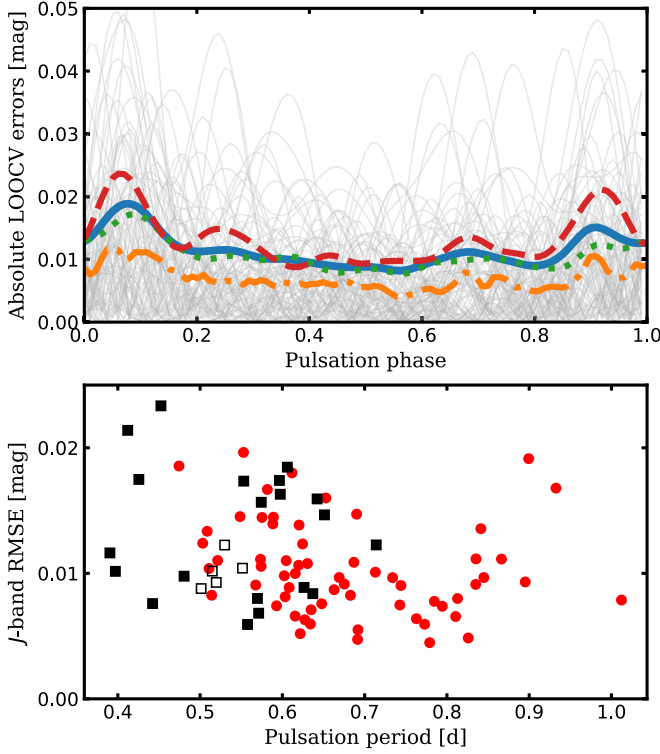 Absolute LOOCV errors [mag]
0.05
0.04
0.03
0.02
0.01
0.00
0.0 0.2 0.4 0.6 0.8 1.0
Pulsation phase
J-band RMSE [mag]
0.02
0.01
0.00
0.4 0.5 0.6 0.7 0.8 0.9 1.0
Pulsation period [d]